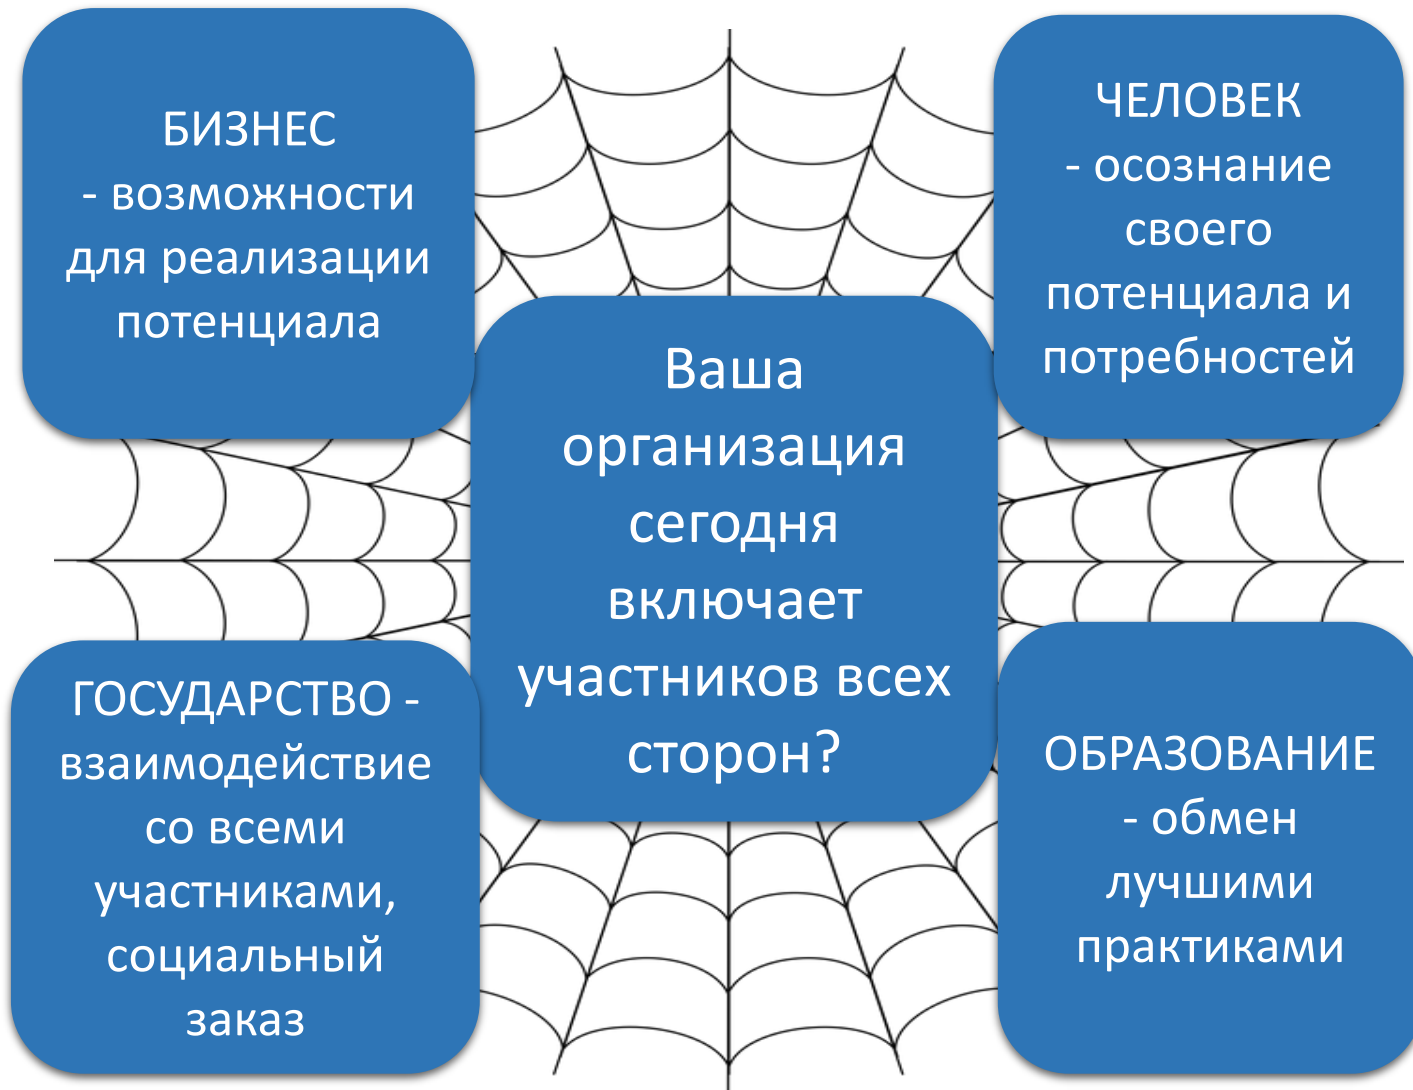 БИЗНЕС
- возможности
для реализации
потенциала
ЧЕЛОВЕК
- осознание
своего
потенциала и
потребностей
Ваша
организация
сегодня
включает
участников всех
сторон?
ГОСУДАРСТВО -
взаимодействие
со всеми
участниками,
социальный
заказ
ОБРАЗОВАНИЕ
- обмен
лучшими
практиками